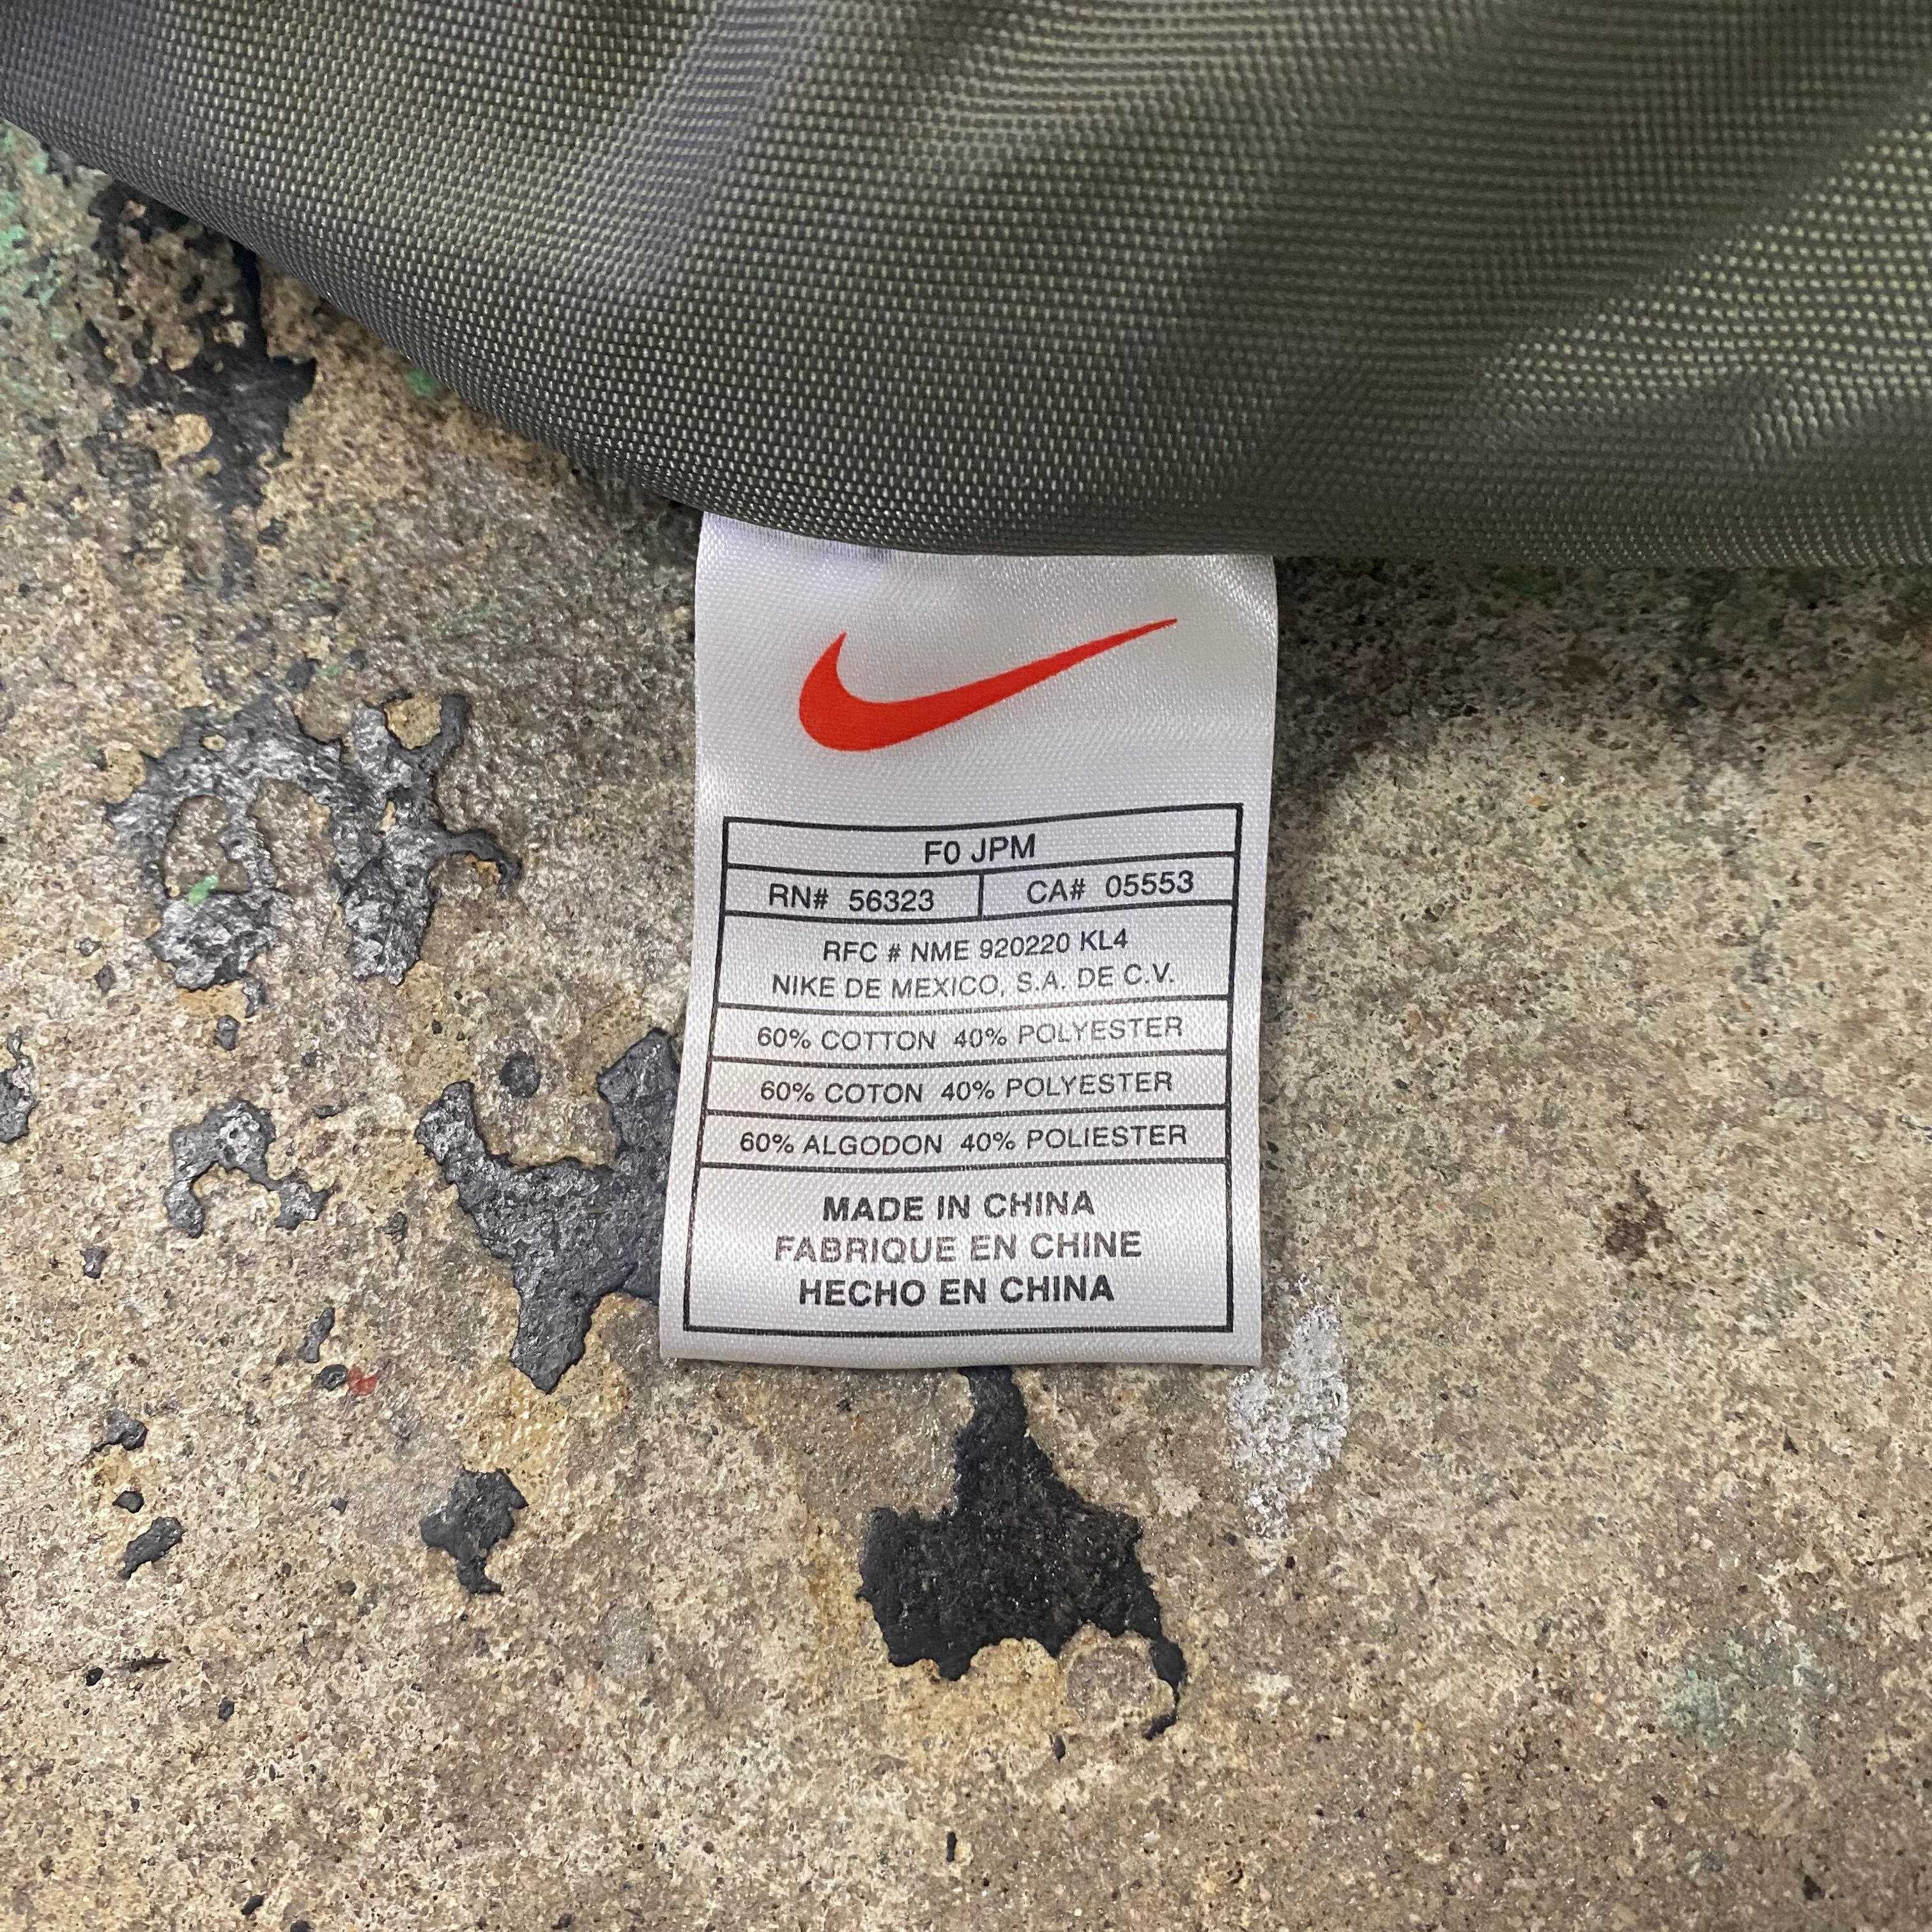 F0 JPM
RN# 56323 CA# 05553
RFC # NME 920220 KL4
NIKE DE MEXICO, S.A. DE C.V.
60% COTTON 40% POLYESTER
60% COTON 40% POLYESTER
60% ALGODON 40% POLIESTER
MADE IN CHINA
FABRIQUE EN CHINE
HECHO EN CHINA